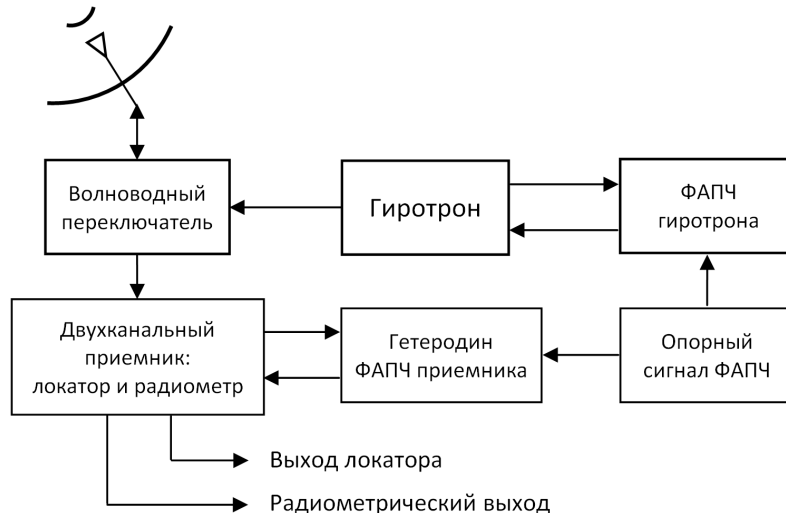 Волноводный
переключатель
Гиротрон
ФАПЧ
гиротрона
Двухканальный
приемник:
локатор и радиометр
Гетеродин
ФАПЧ приемника
Опорный
сигнал ФАПЧ
Выход локатора
Радиометрический выход